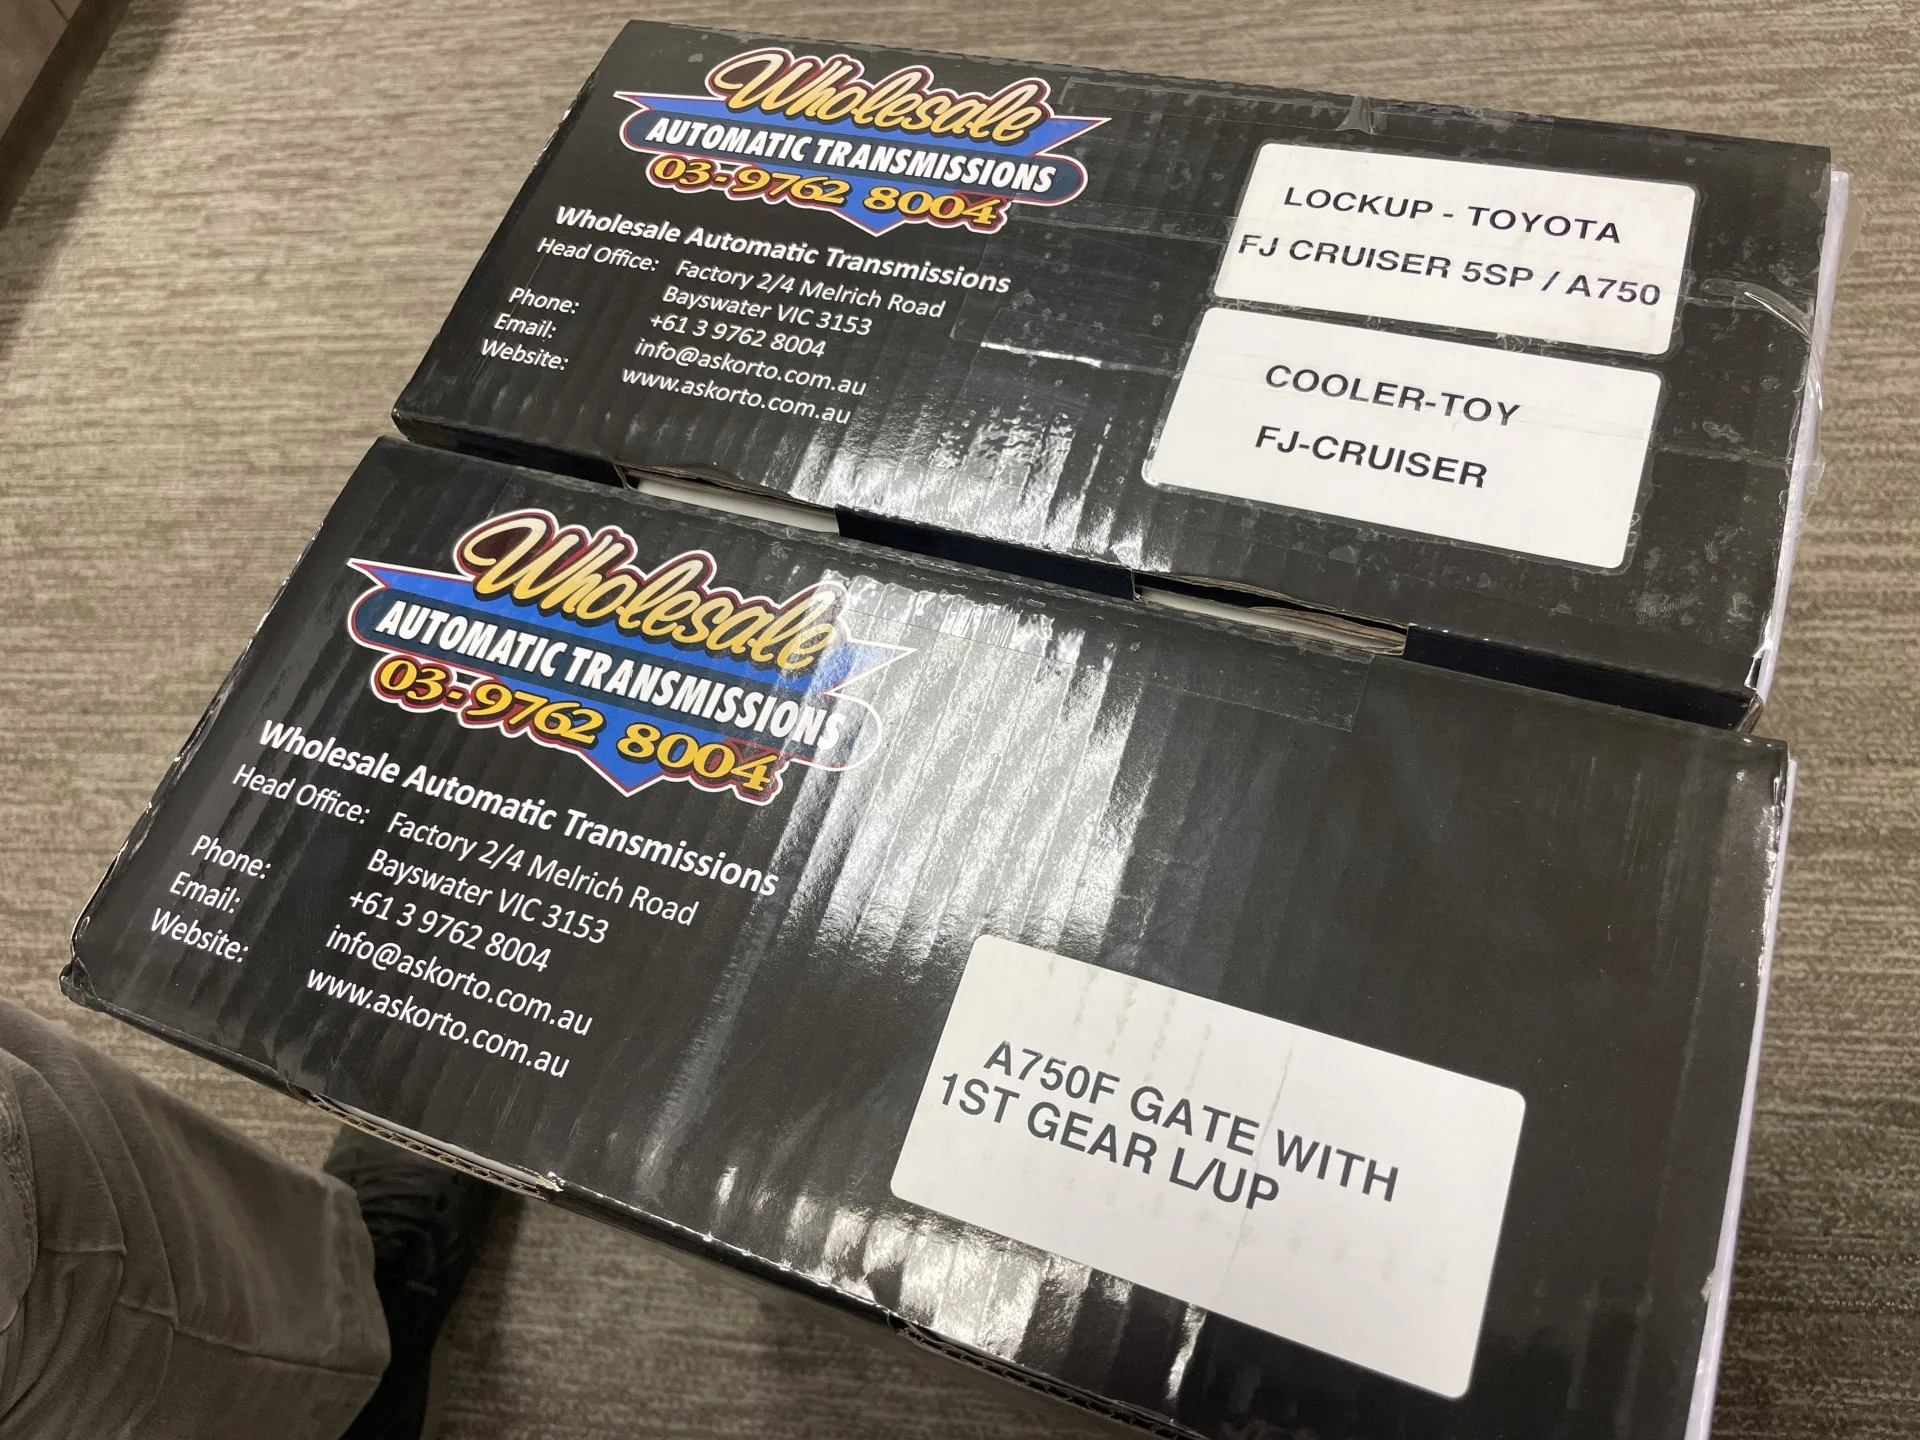 Wholesale
AUTOMATIC TRANSMISSIONS
03-9762 8004
Wholesale Automatic Transmissions
Head Office: Factory 2/4 Melrich Road
Bayswater VIC 3153
Phone: +61 3 9762 8004
Email: info@askorto.com.au
Website: www.askorto.com.au
LOCKUP - TOYOTA
FJ CRUISER 5SP / A750
COOLER-TOY
FJ-CRUISER
Wholesale
AUTOMATIC TRANSMISSIONS
03-9762 8004
Wholesale Automatic Transmissions
Head Office: Factory 2/4 Melrich Road
Bayswater VIC 3153
Phone: +61 3 9762 8004
Email: info@askorto.com.au
Website: www.askorto.com.au
A750F GATE WITH
1ST GEAR L/UP